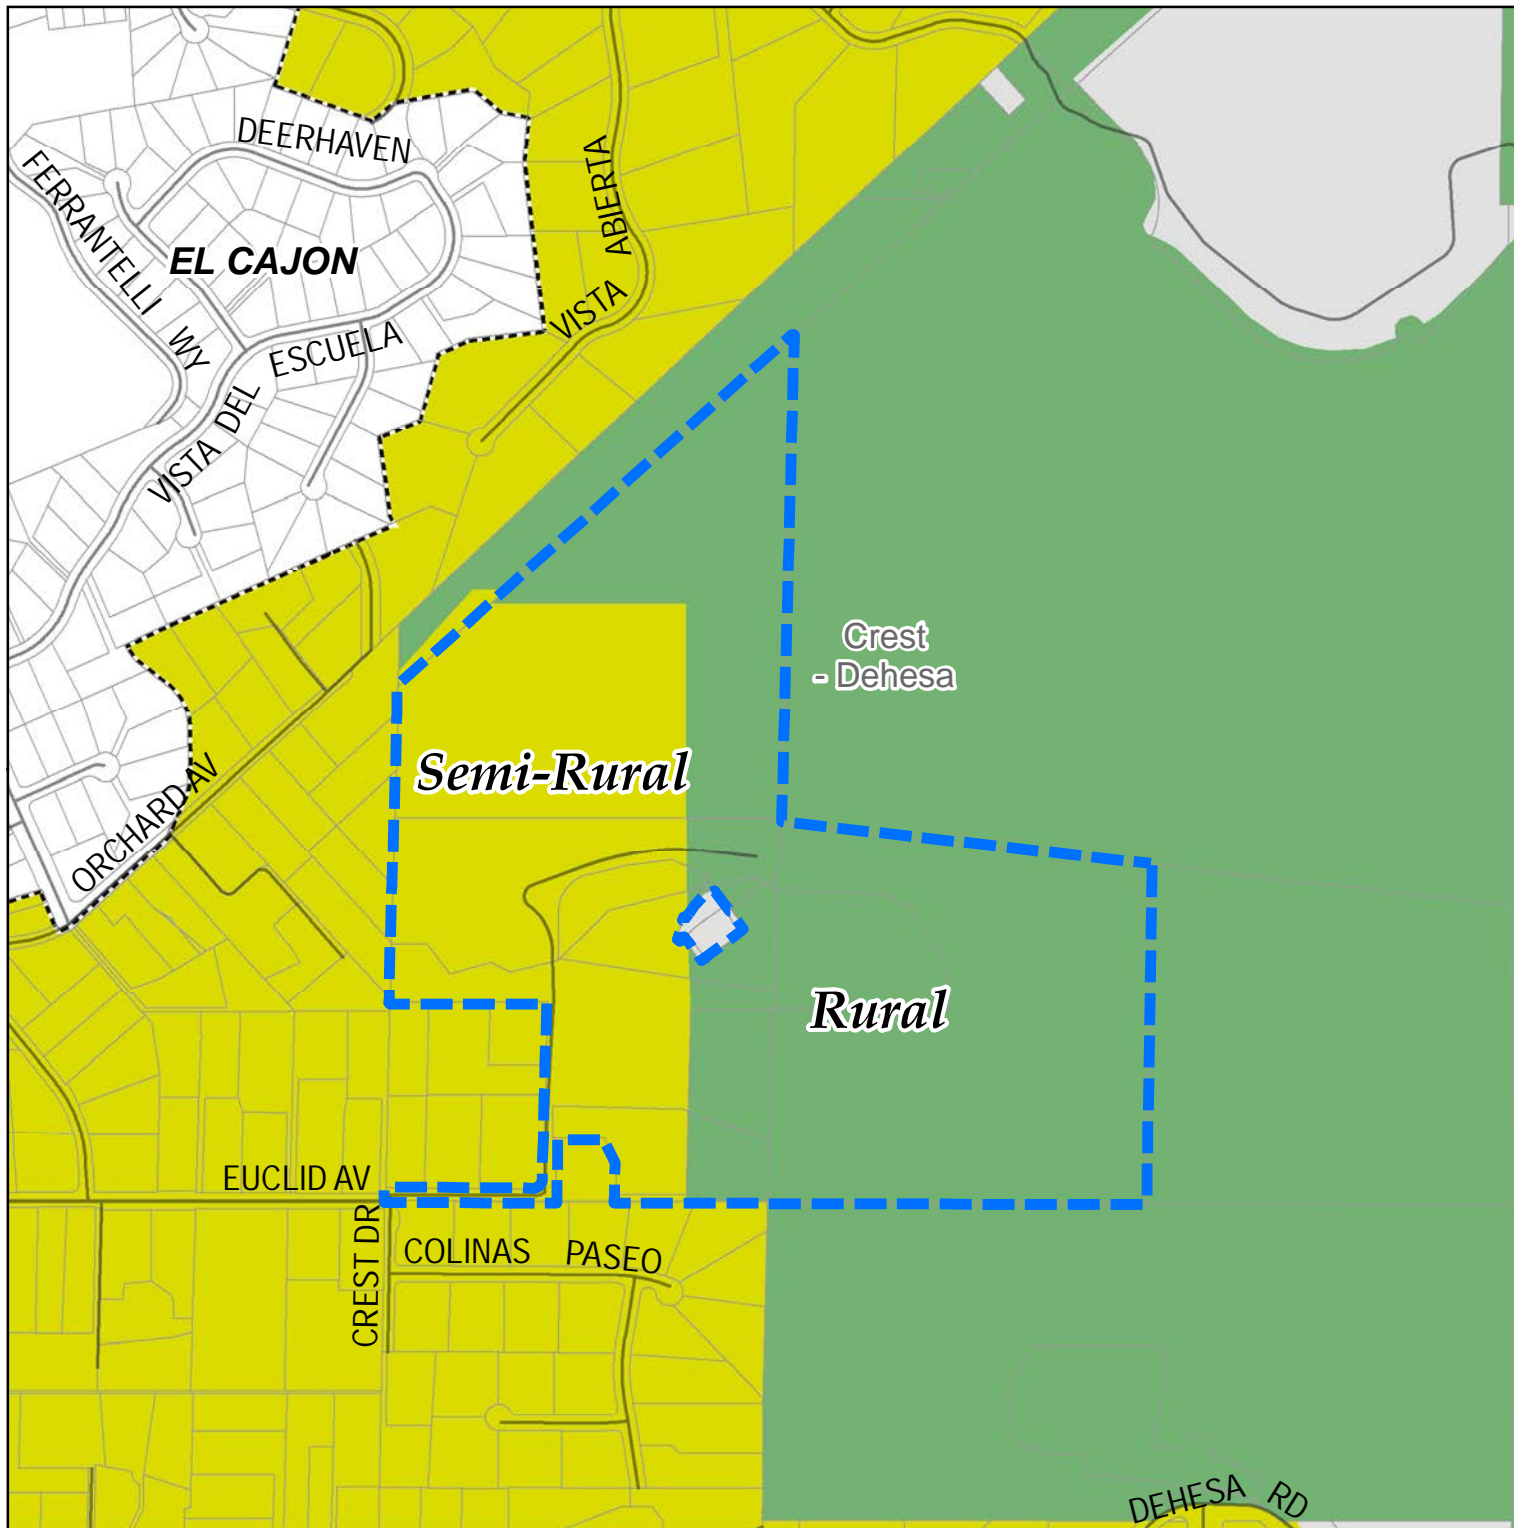 DEERHAVEN
FERRANTELLI WY
EL CAJON
VISTA ABIERTA
VISTA DEL ESCUELA
Crest
- Dehesa
Semi-Rural
ORCHARD AV
Rural
EUCLID AV
CREST DR
COLINAS PASEO
DEHESA RD